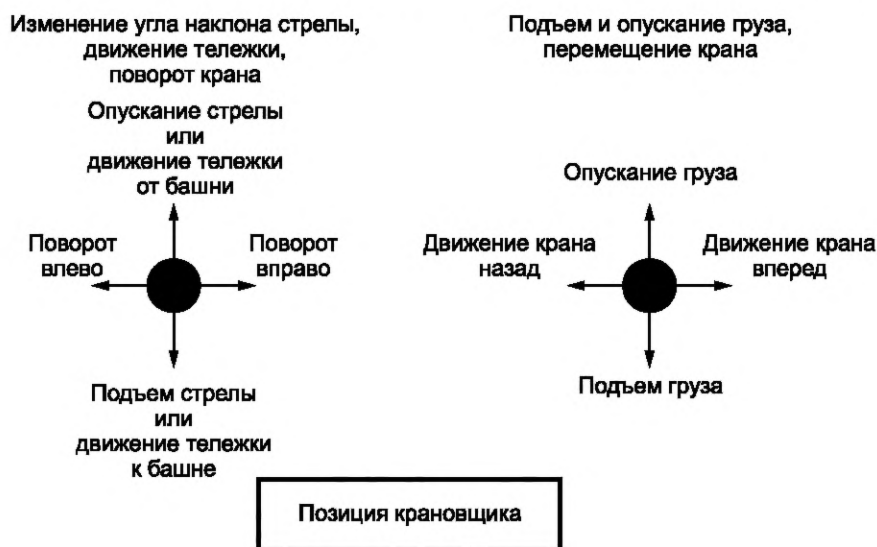 Изменение угла наклона стрелы,
движение тележки,
поворот крана
Опускание стрелы
или
движение тележки
от башни
Поворот
влево
Поворот
вправо
Подъем стрелы
или
движение тележки
к башне
Подъем и опускание груза,
перемещение крана
Опускание груза
Движение крана
назад
Движение крана
вперед
Подъем груза
Позиция крановщика